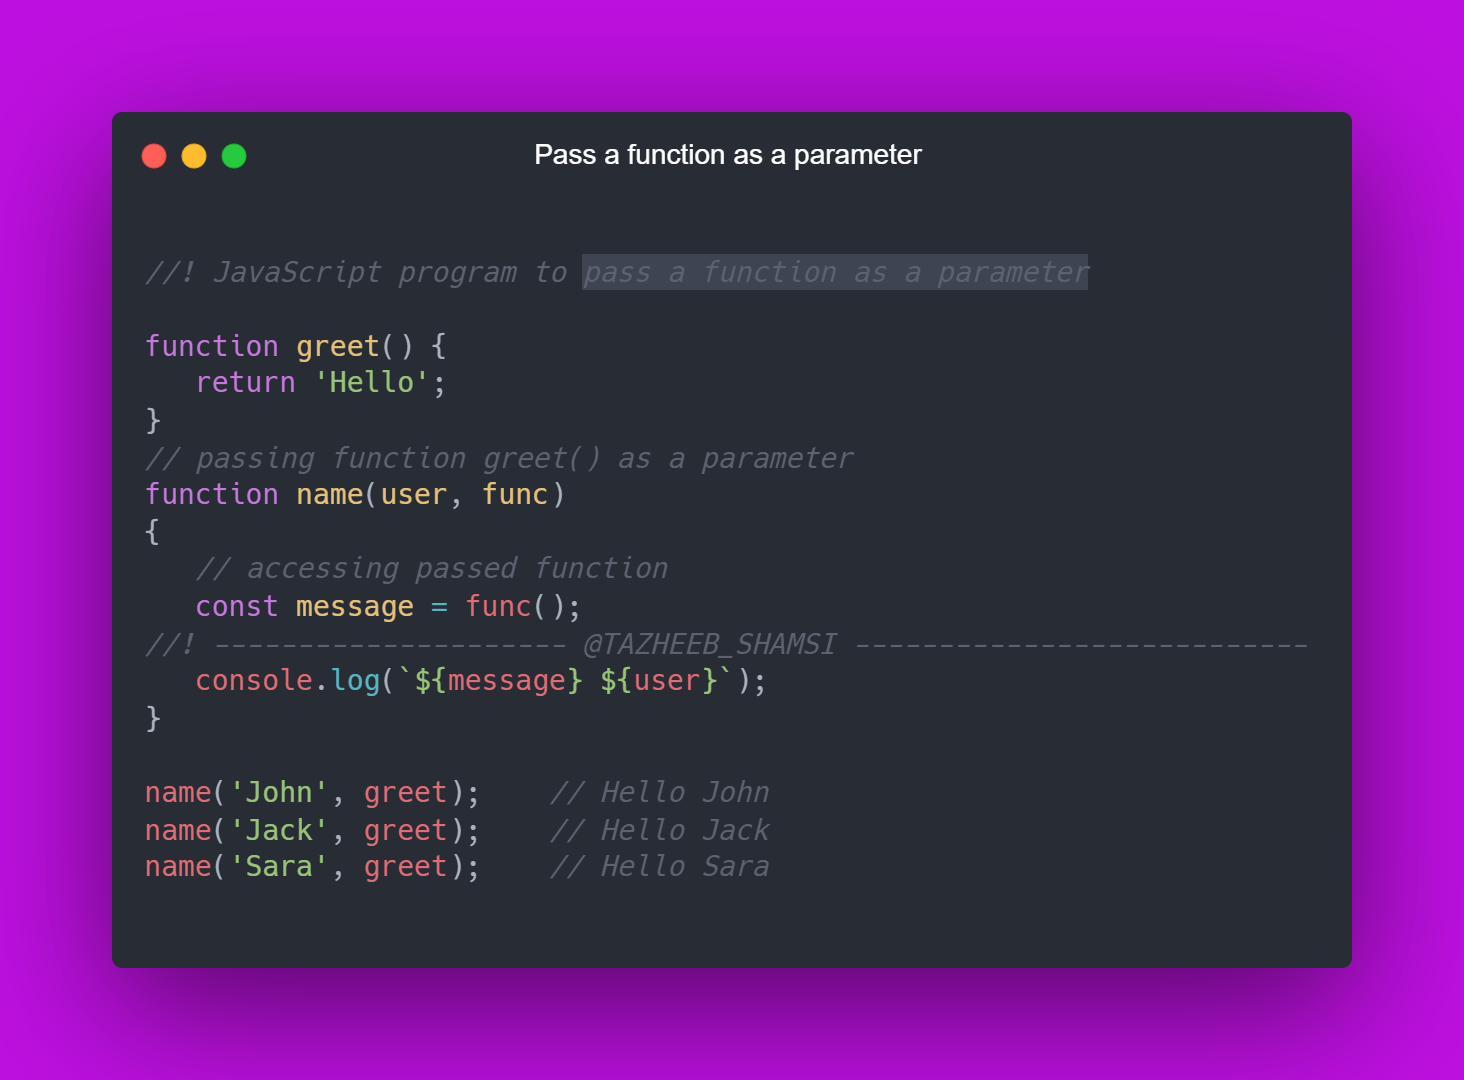 Pass a function as a parameter
//! JavaScript program to pass a function as a parameter
function greet() {
   return 'Hello';
}
// passing function greet() as a parameter
function name(user, func)
{
   // accessing passed function
   const message = func();
//! --------------------- @TAZHEEB_SHAMSI ---------------------------
   console.log(`${message} ${user}`);
}
name('John', greet);    // Hello John
name('Jack', greet);    // Hello Jack
name('Sara', greet);    // Hello Sara